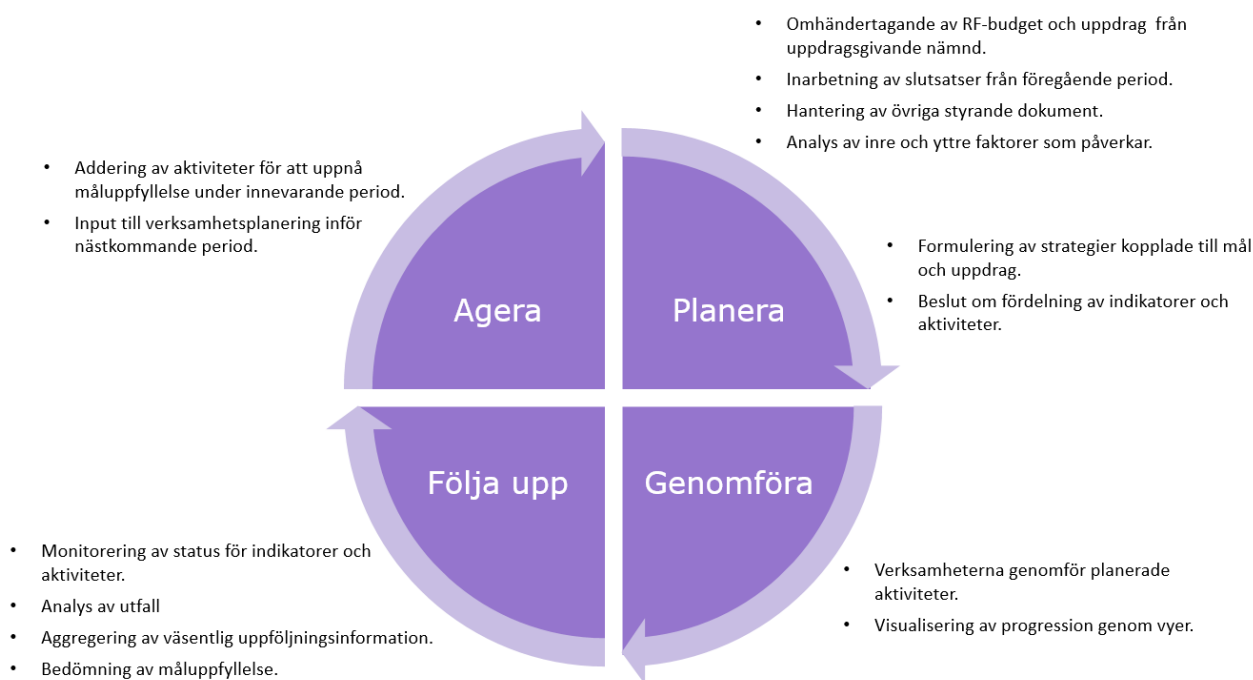 • Omhändertagande av RF-budget och uppdrag från
uppdragsgivande nämnd.
• Inarbetning av slutsatser från föregående period.
• Hantering av övriga styrande dokument.
• Analys av inre och yttre faktorer som påverkar.
• Addering av aktiviteter för att uppnå
måluppfyllelse under innevarande period.
• Input till verksamhetsplanering inför
nästkommande period.
• Formulering av strategier kopplade till mål
och uppdrag.
• Beslut om fördelning av indikatorer och
aktiviteter.
Agera
Planera
Följa upp
Genomföra
• Monitorering av status för indikatorer och
aktiviteter.
• Analys av utfall
• Aggregering av väsentlig uppföljningsinformation.
• Bedömning av måluppfyllelse.
• Verksamheterna genomför planerade
aktiviteter.
• Visualisering av progression genom vyer.